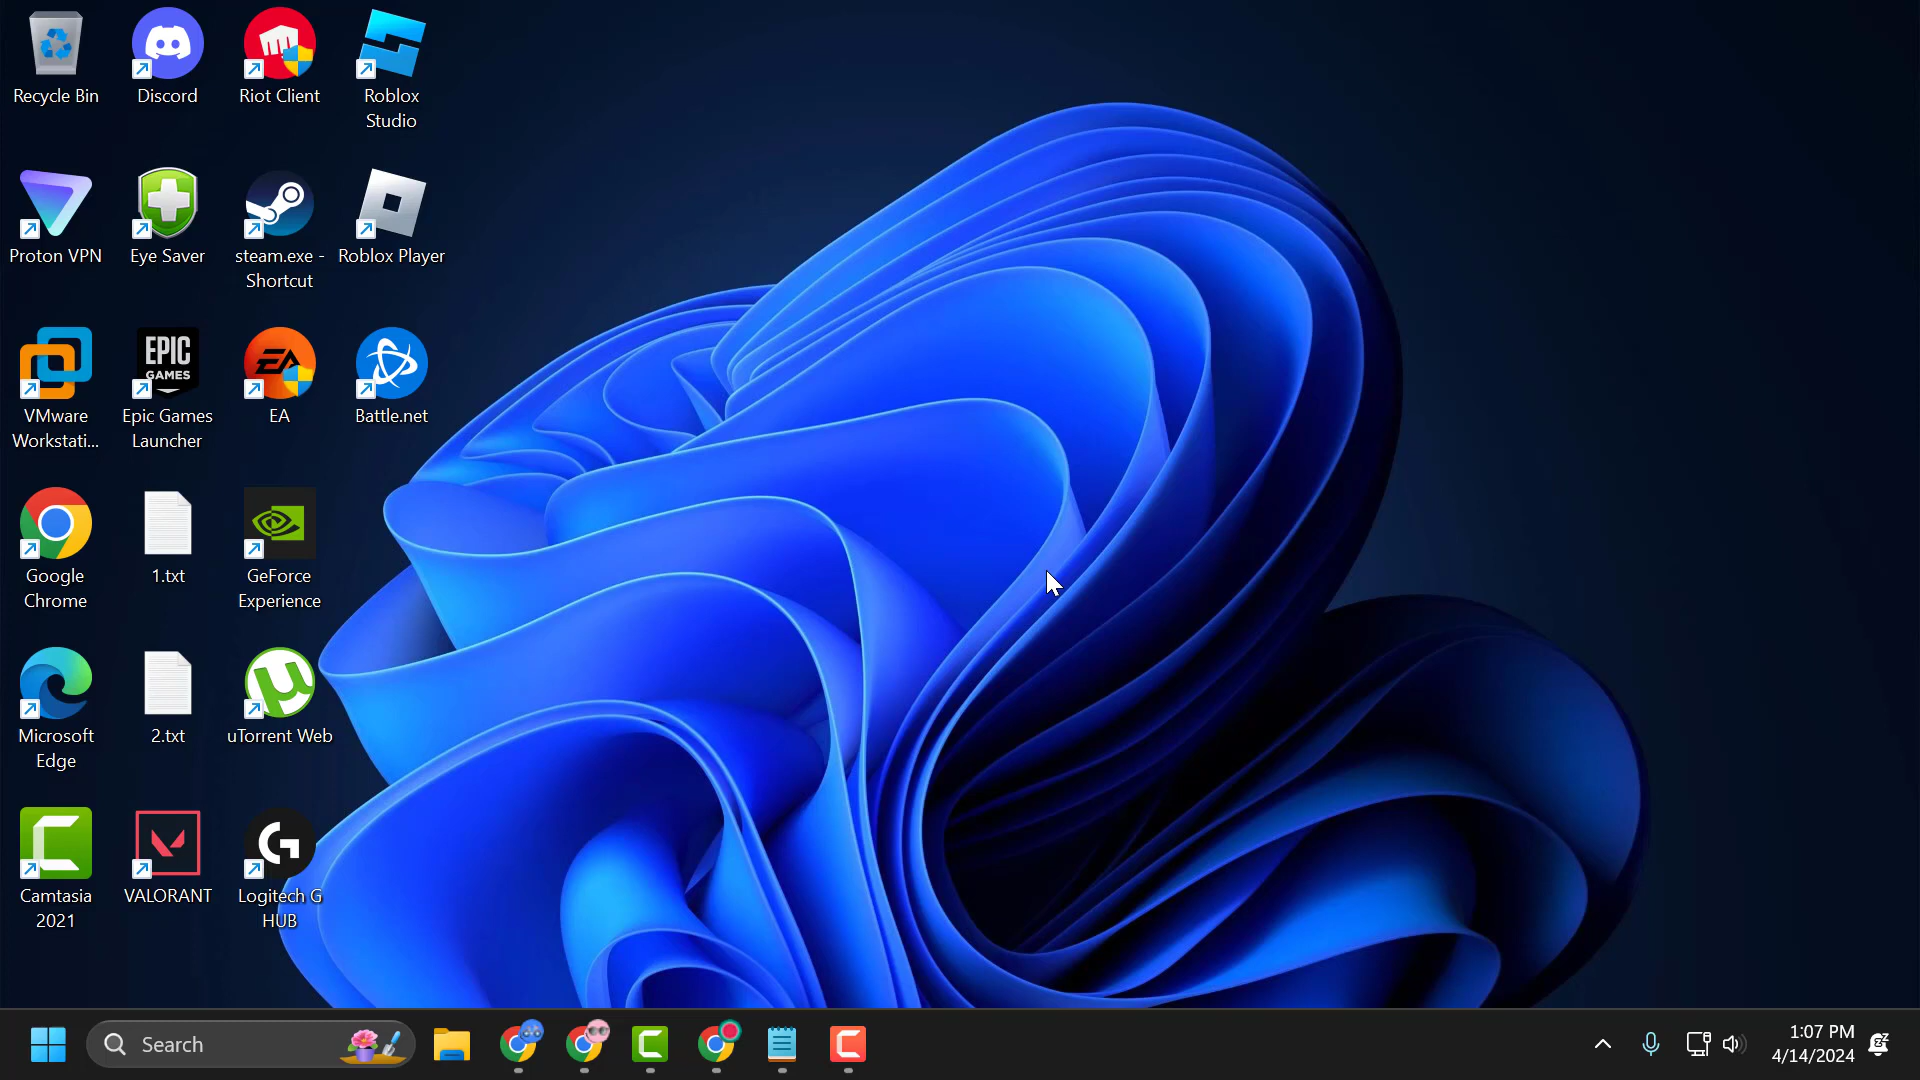 Recycle Bin
Discord
Riot Client
Roblox
Studio
Proton VPN
Eye Saver
steam.exe -
Shortcut
Roblox Player
VMware
Workstati...
EPIC
GAMES
Epic Games
Launcher
EA
EA
Battle.net
Google
Chrome
1.txt
GeForce
Experience
Microsoft
Edge
2.txt
µ
uTorrent Web
Camtasia
2021
VALORANT
G
Logitech G
HUB
Search
1:07 PM
4/14/2024